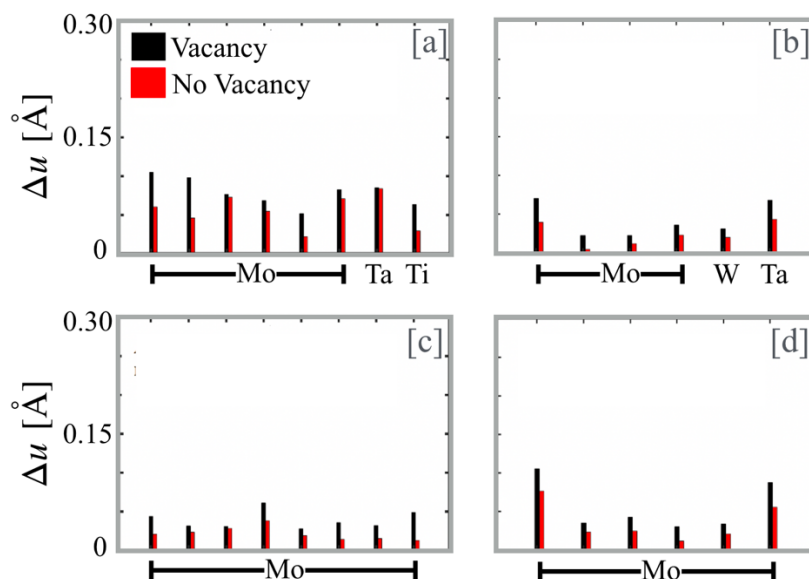 0.30
[a]
[b]
Vacancy
No Vacancy
Δu [Å]
0.15
0
Mo Ta Ti
Mo W Ta
0.30
[c]
[d]
Δu [Å]
0.15
0
Mo
Mo